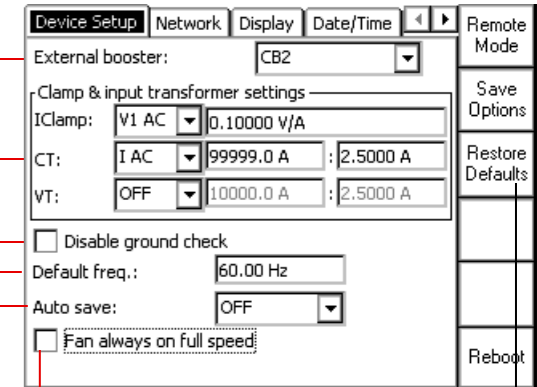 Device Setup Network Display Date/Time
Remote Mode
External booster: CB2
Save Options
Clamp & input transformer settings
IClamp: V1 AC 0.10000 V/A
CT: I AC 99999.0 A : 2.5000 A
Restore Defaults
VT: OFF 10000.0 A : 2.5000 A
Disable ground check
Default freq.: 60.00 Hz
Auto save: OFF
Fan always on full speed
Reboot